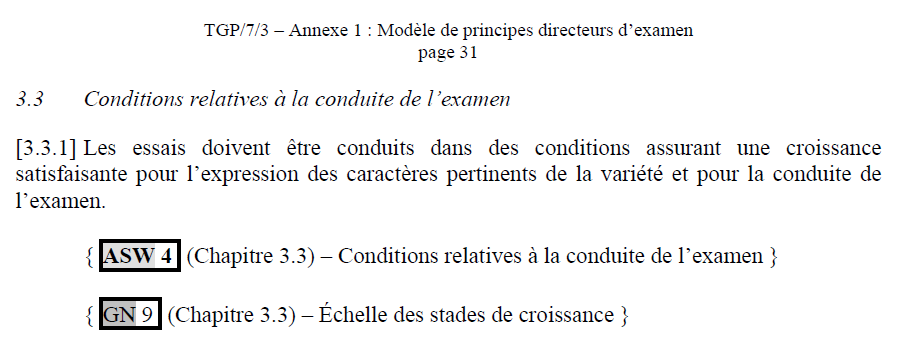 TGP/7/3 – Annexe 1 : Modèle de principes directeurs d’examen
page 31
3.3 Conditions relatives à la conduite de l’examen
[3.3.1] Les essais doivent être conduits dans des conditions assurant une croissance
satisfaisante pour l’expression des caractères pertinents de la variété et pour la conduite de
l’examen.
{ ASW 4 (Chapitre 3.3) – Conditions relatives à la conduite de l’examen }
{ GN 9 (Chapitre 3.3) – Échelle des stades de croissance }